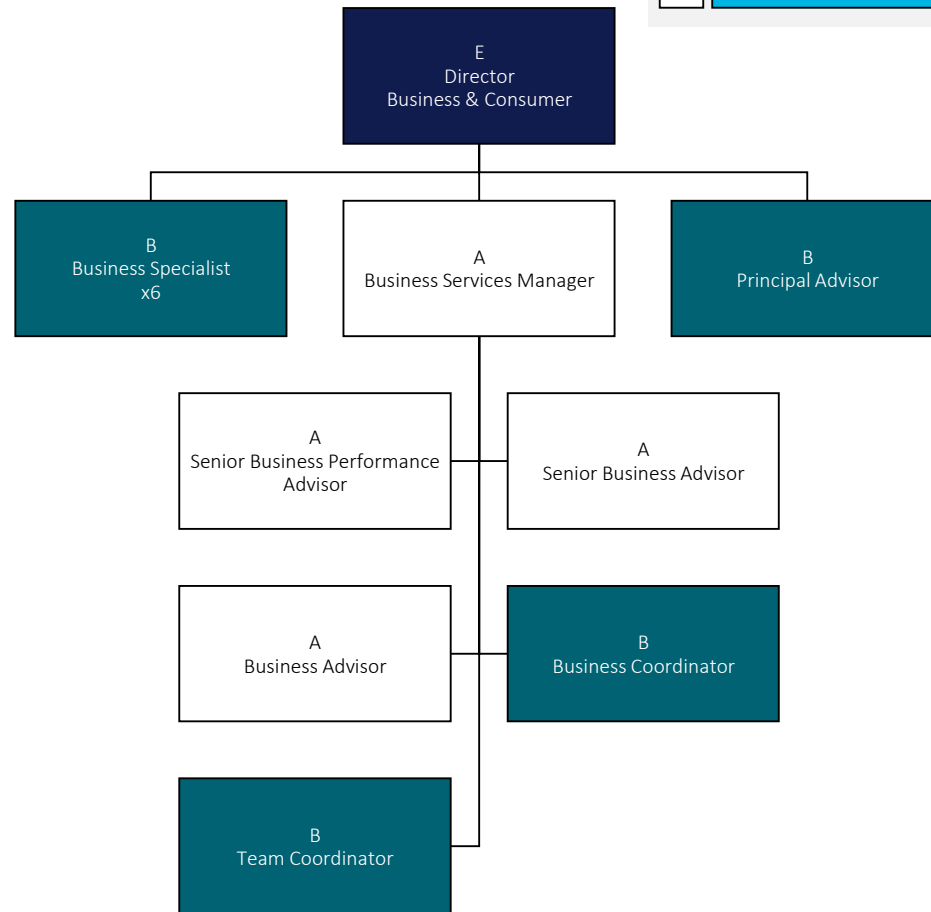 E
Director
Business & Consumer
B
Business Specialist
x6
A
Business Services Manager
B
Principal Advisor
A
Senior Business Performance
Advisor
A
Senior Business Advisor
A
Business Advisor
B
Business Coordinator
B
Team Coordinator